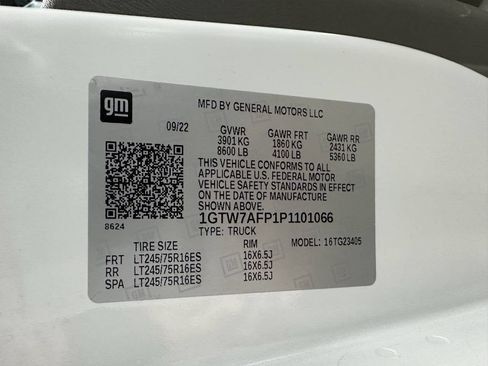 gm
MFD BY GENERAL MOTORS LLC
09/22 GVWR GAWR FRT GAWR RR
3901 KG 1860 KG 2431 KG
8600 LB 4100 LB 5360 LB
THIS VEHICLE CONFORMS TO ALL
APPLICABLE U.S. FEDERAL MOTOR
VEHICLE SAFETY STANDARDS IN EFFECT
ON THE DATE OF MANUFACTURE
SHOWN ABOVE.
1GTW7AFP1P1101066
8624 TYPE: TRUCK MODEL: 16TG23405
TIRE SIZE RIM
FRT LT245/75R16ES 16X6.5J
RR LT245/75R16ES 16X6.5J
SPA LT245/75R16ES 16X6.5J